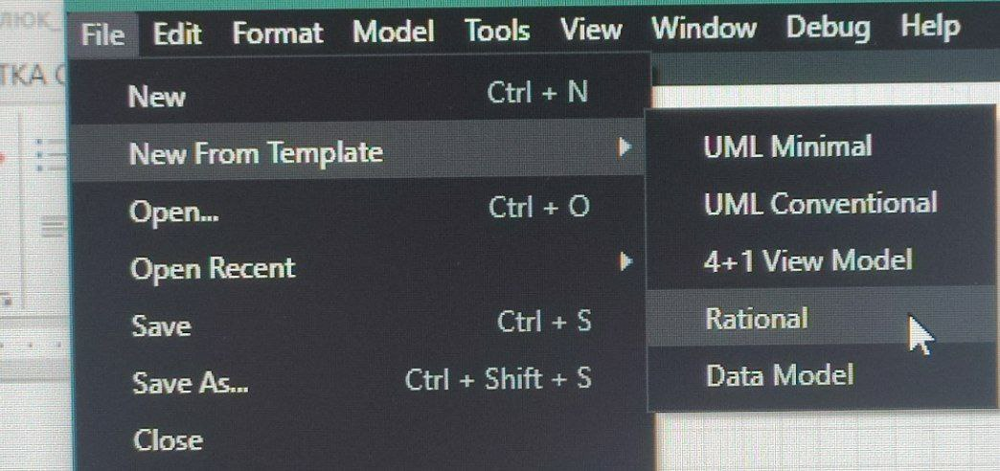 File Edit Format Model Tools View Window Debug Help
New Ctrl + N
New From Template
Open... Ctrl + O
Open Recent
Save Ctrl + S
Save As... Ctrl + Shift + S
Close
UML Minimal
UML Conventional
4+1 View Model
Rational
Data Model